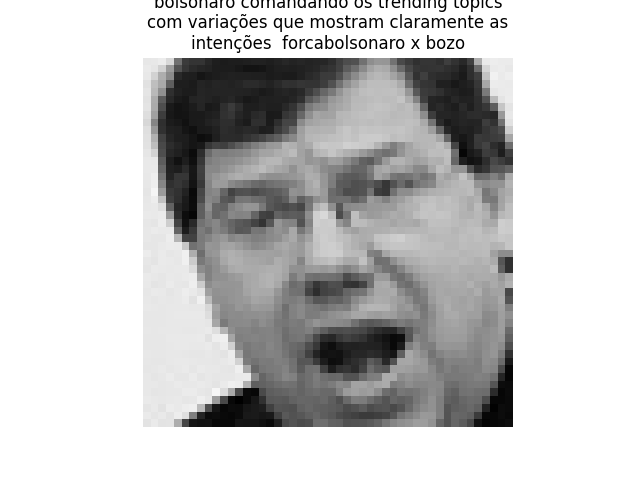 bolsonaro comandando os trending topics
com variações que mostram claramente as
intenções  forcabolsonaro x bozo